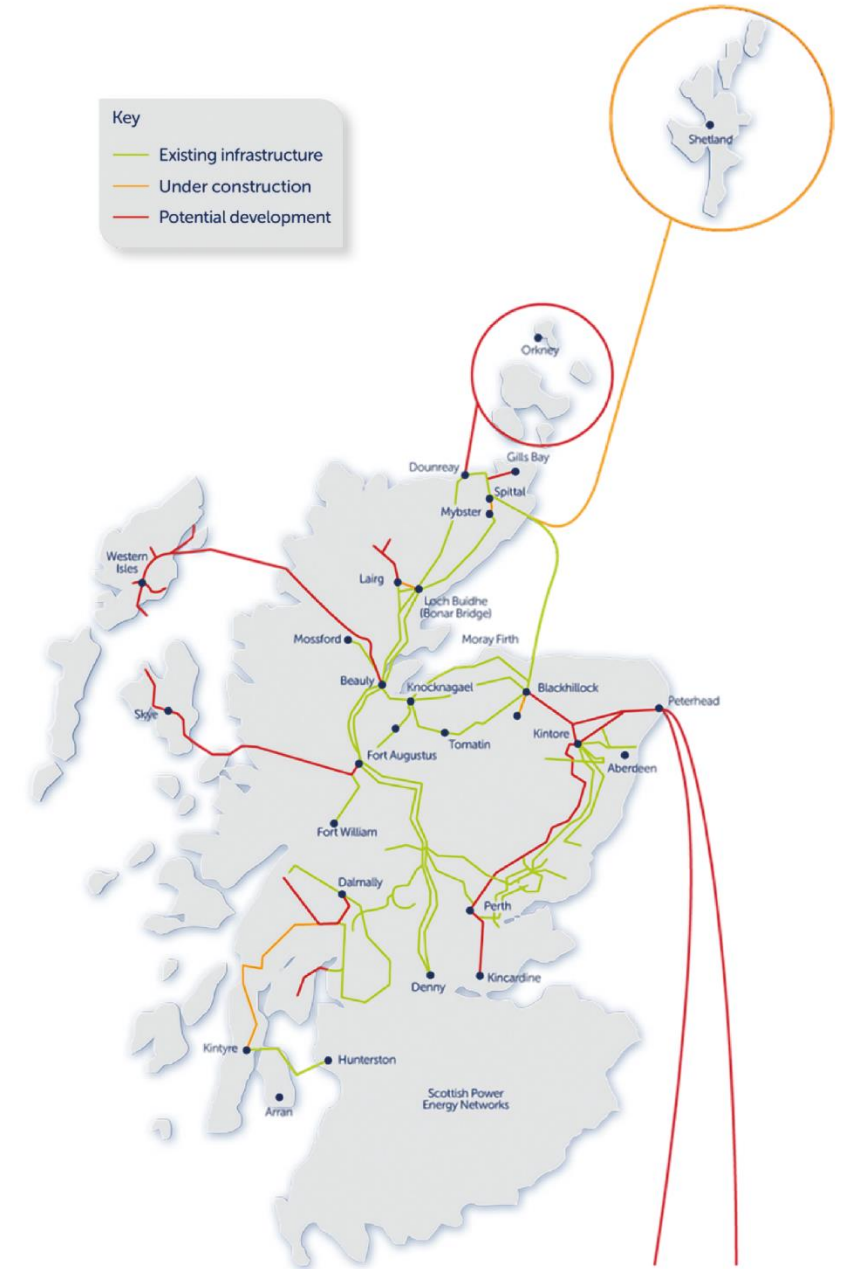 Key
Existing infrastructure
Under construction
Potential development
Shetland
Orkney
Dounreay
Gills Bay
Spittal
Mybster
Western
Isles
Lairg
Loch Buidhe
(Bonar Bridge)
Mossford
Moray Firth
Beauly
Knocknagael
Blackhillock
Peterhead
Skye
Kintore
Tomatin
Fort Augustus
Aberdeen
Fort William
Dalmally
Perth
Denny
Kincardine
Kintyre
Hunterston
Arran
Scottish Power
Energy Networks